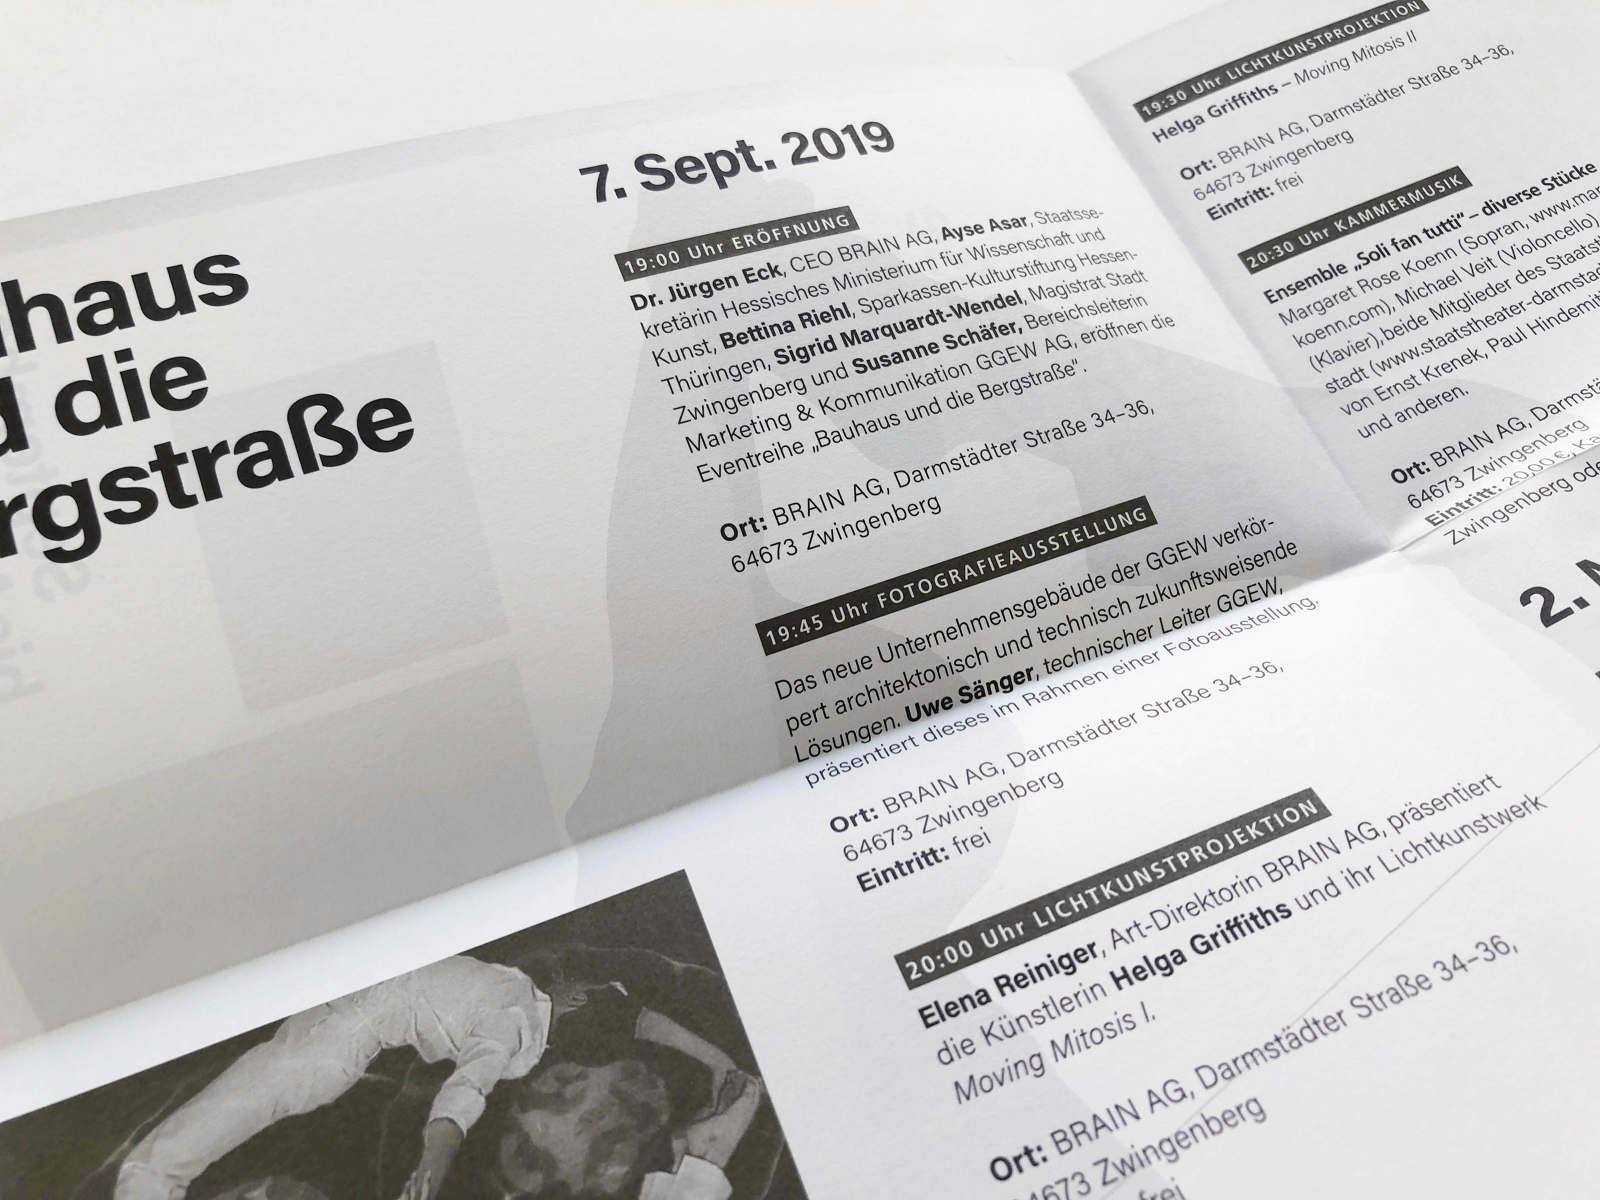 die
7. Sept. 2019
19:00 Uhr ERÖFFNUNG
Dr. Jürgen Eck, CEO BRAIN AG, Ayse Asar, Staatsse-
kretärin Hessisches Ministerium für Wissenschaft und
Kunst, Bettina Riehl, Sparkassen-Kulturstiftung Hessen-
Thüringen, Sigrid Marquardt-Wendel, Magistrat Stadt
Zwingenberg und Susanne Schäfer, Bereichsleiterin
Marketing & Kommunikation GGEW AG, eröffnen die
Eventreihe „Bauhaus und die Bergstraße“.
Ort: BRAIN AG, Darmstädter Straße 34–36,
64673 Zwingenberg
19:45 Uhr FOTOGRAFIEAUSSTELLUNG
Das neue Unternehmensgebäude der GGEW verkör-
pert architektonisch und technisch zukunftsweisende
Lösungen. Uwe Sänger, technischer Leiter GGEW,
präsentiert dieses im Rahmen einer Fotoausstellung.
Ort: BRAIN AG, Darmstädter Straße 34–36,
64673 Zwingenberg
Eintritt: frei
20:00 Uhr LICHTKUNSTPROJEKTION
Elena Reiniger, Art-Direktorin BRAIN AG, präsentiert
die Künstlerin Helga Griffiths und ihr Lichtkunstwerk
Moving Mitosis I.
Ort: BRAIN AG, Darmstädter Straße 34–36,
64673 Zwingenberg
frei
19:30 Uhr LICHTKUNSTPROJEKTION
Helga Griffiths – Moving Mitosis II
Ort: BRAIN AG, Darmstädter Straße 34–36,
64673 Zwingenberg
Eintritt: frei
20:30 Uhr KAMMERMUSIK
Ensemble „Soli fan tutti“ – diverse Stücke
Margaret Rose Koenn (Sopran, www.mar
koenn.com), Michael Veit (Violoncello)
(Klavier),beide Mitglieder des Staatst
stadt (www.staatstheater-darmstad
von Ernst Krenek, Paul Hindemit
und anderen.
Ort: BRAIN AG, Darmstä
64673 Zwingenberg
Eintritt: 20,00 €, Ka
Zwingenberg ode
2.